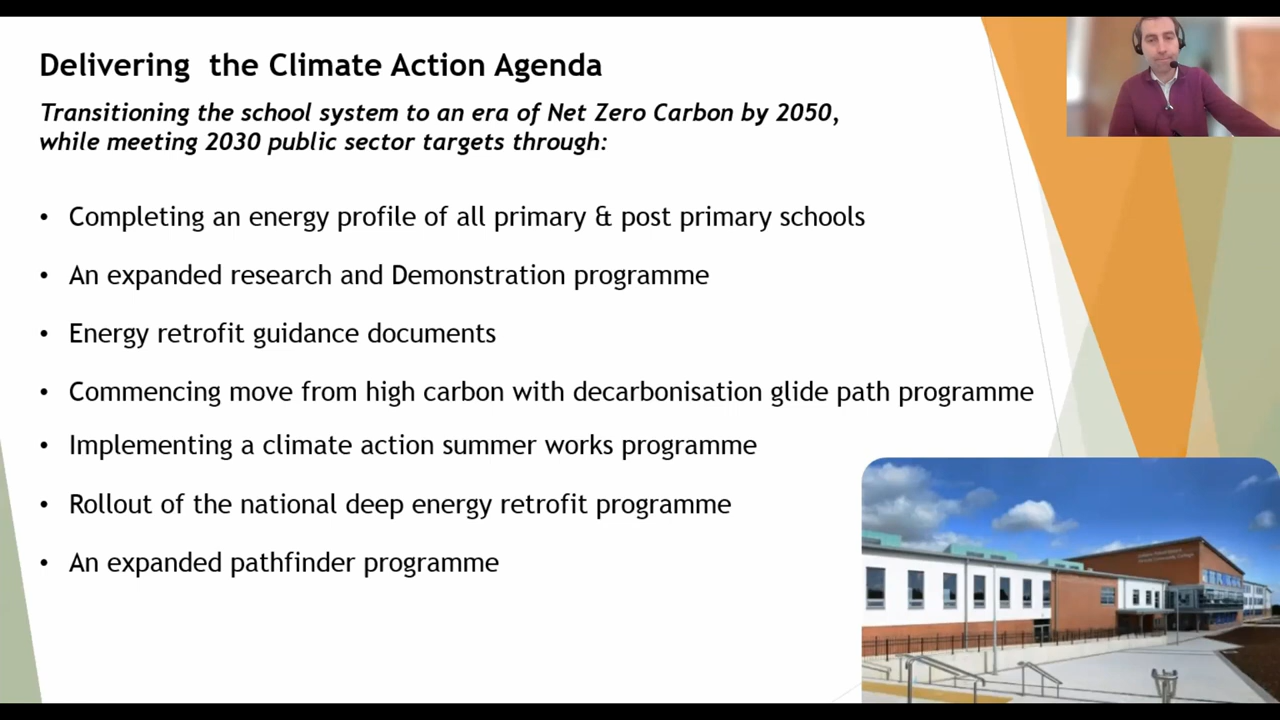 Delivering the Climate Action Agenda
Transitioning the school system to an era of Net Zero Carbon by 2050,
while meeting 2030 public sector targets through:
• Completing an energy profile of all primary & post primary schools
• An expanded research and Demonstration programme
• Energy retrofit guidance documents
• Commencing move from high carbon with decarbonisation glide path programme
• Implementing a climate action summer works programme
• Rollout of the national deep energy retrofit programme
• An expanded pathfinder programme